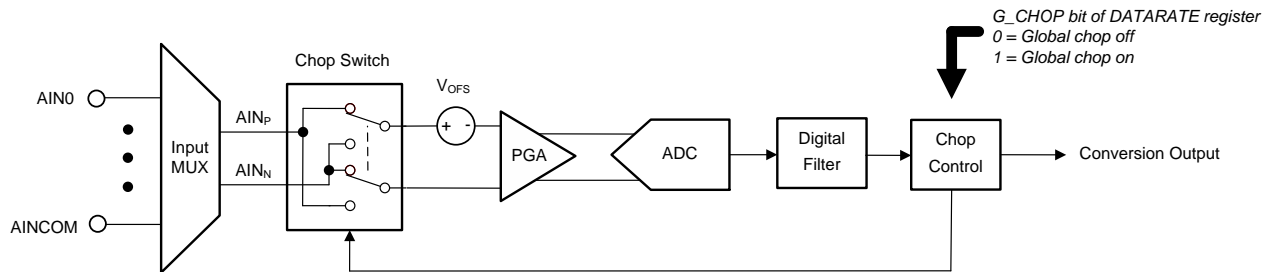 G_CHOP bit of DATARATE register
0 = Global chop off
1 = Global chop on
Chop Switch
VOFS
AIN0
AINP
Input
MUX
AINN
AINCOM
+ -
PGA
ADC
Digital
Filter
Chop
Control
Conversion Output